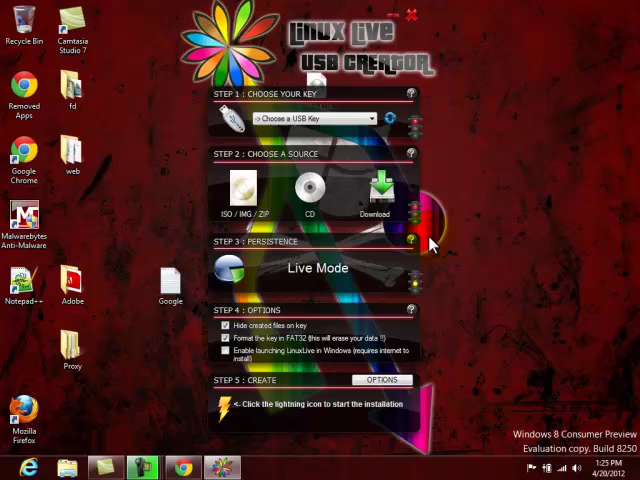 Recycle Bin
Camtasia
Studio 7
Removed
Apps
fd
Google
Chrome
web
Malwarebytes
Anti-Malware
Notepad++
Adobe
Google
Proxy
Mozilla
Firefox
Linux Live
USB Creator
STEP 1 : CHOOSE YOUR KEY
?
-> Choose a USB Key
STEP 2 : CHOOSE A SOURCE
?
ISO / IMG / ZIP
CD
Download
STEP 3 : PERSISTENCE
?
Live Mode
STEP 4 : OPTIONS
?
Hide created files on key
Format the key in FAT32 (this will erase your data !!)
Enable launching LinuxLive in Windows (requires internet to
install)
STEP 5 : CREATE
OPTIONS
<- Click the lightning icon to start the installation
Windows 8 Consumer Preview
Evaluation copy. Build 8250
1:25 PM
4/20/2012